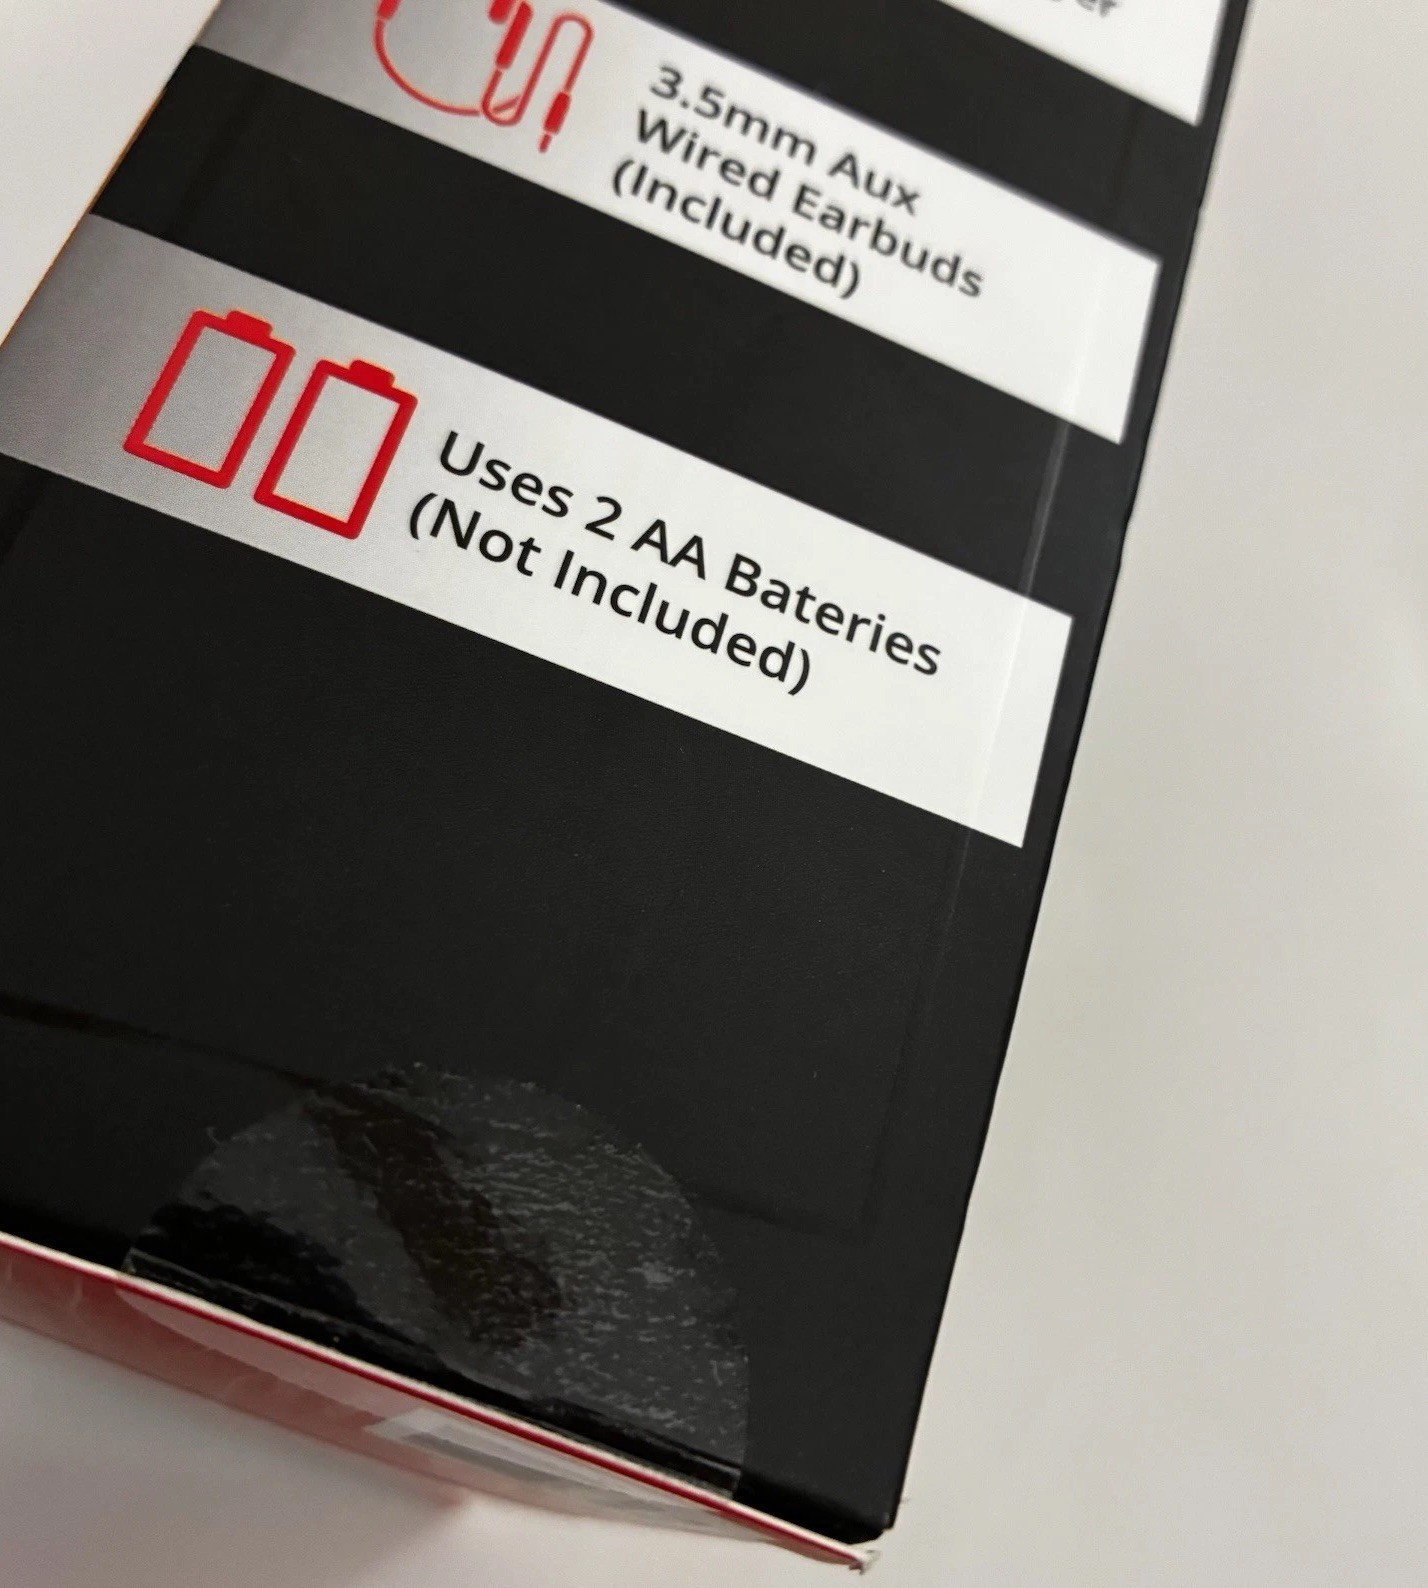 3.5mm Aux
Wired Earbuds
(Included)
Uses 2 AA Bateries
(Not Included)